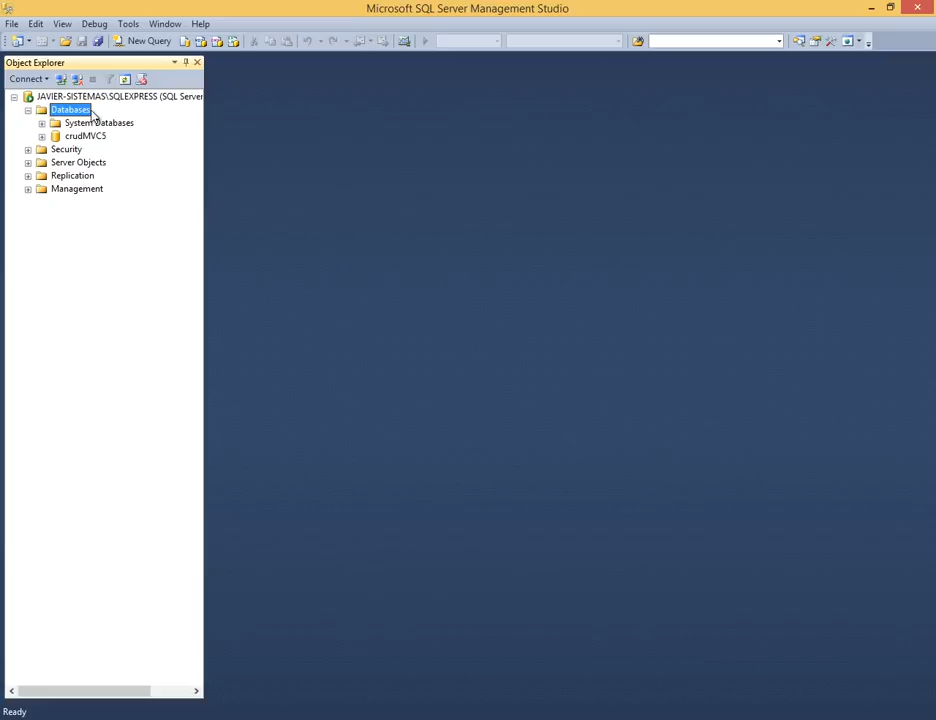 Microsoft SQL Server Management Studio
File Edit View Debug Tools Window Help
New Query
Object Explorer
Connect
JAVIER-SISTEMAS\SQLEXPRESS (SQL Server
Databases
System Databases
crudMVC5
Security
Server Objects
Replication
Management
Ready